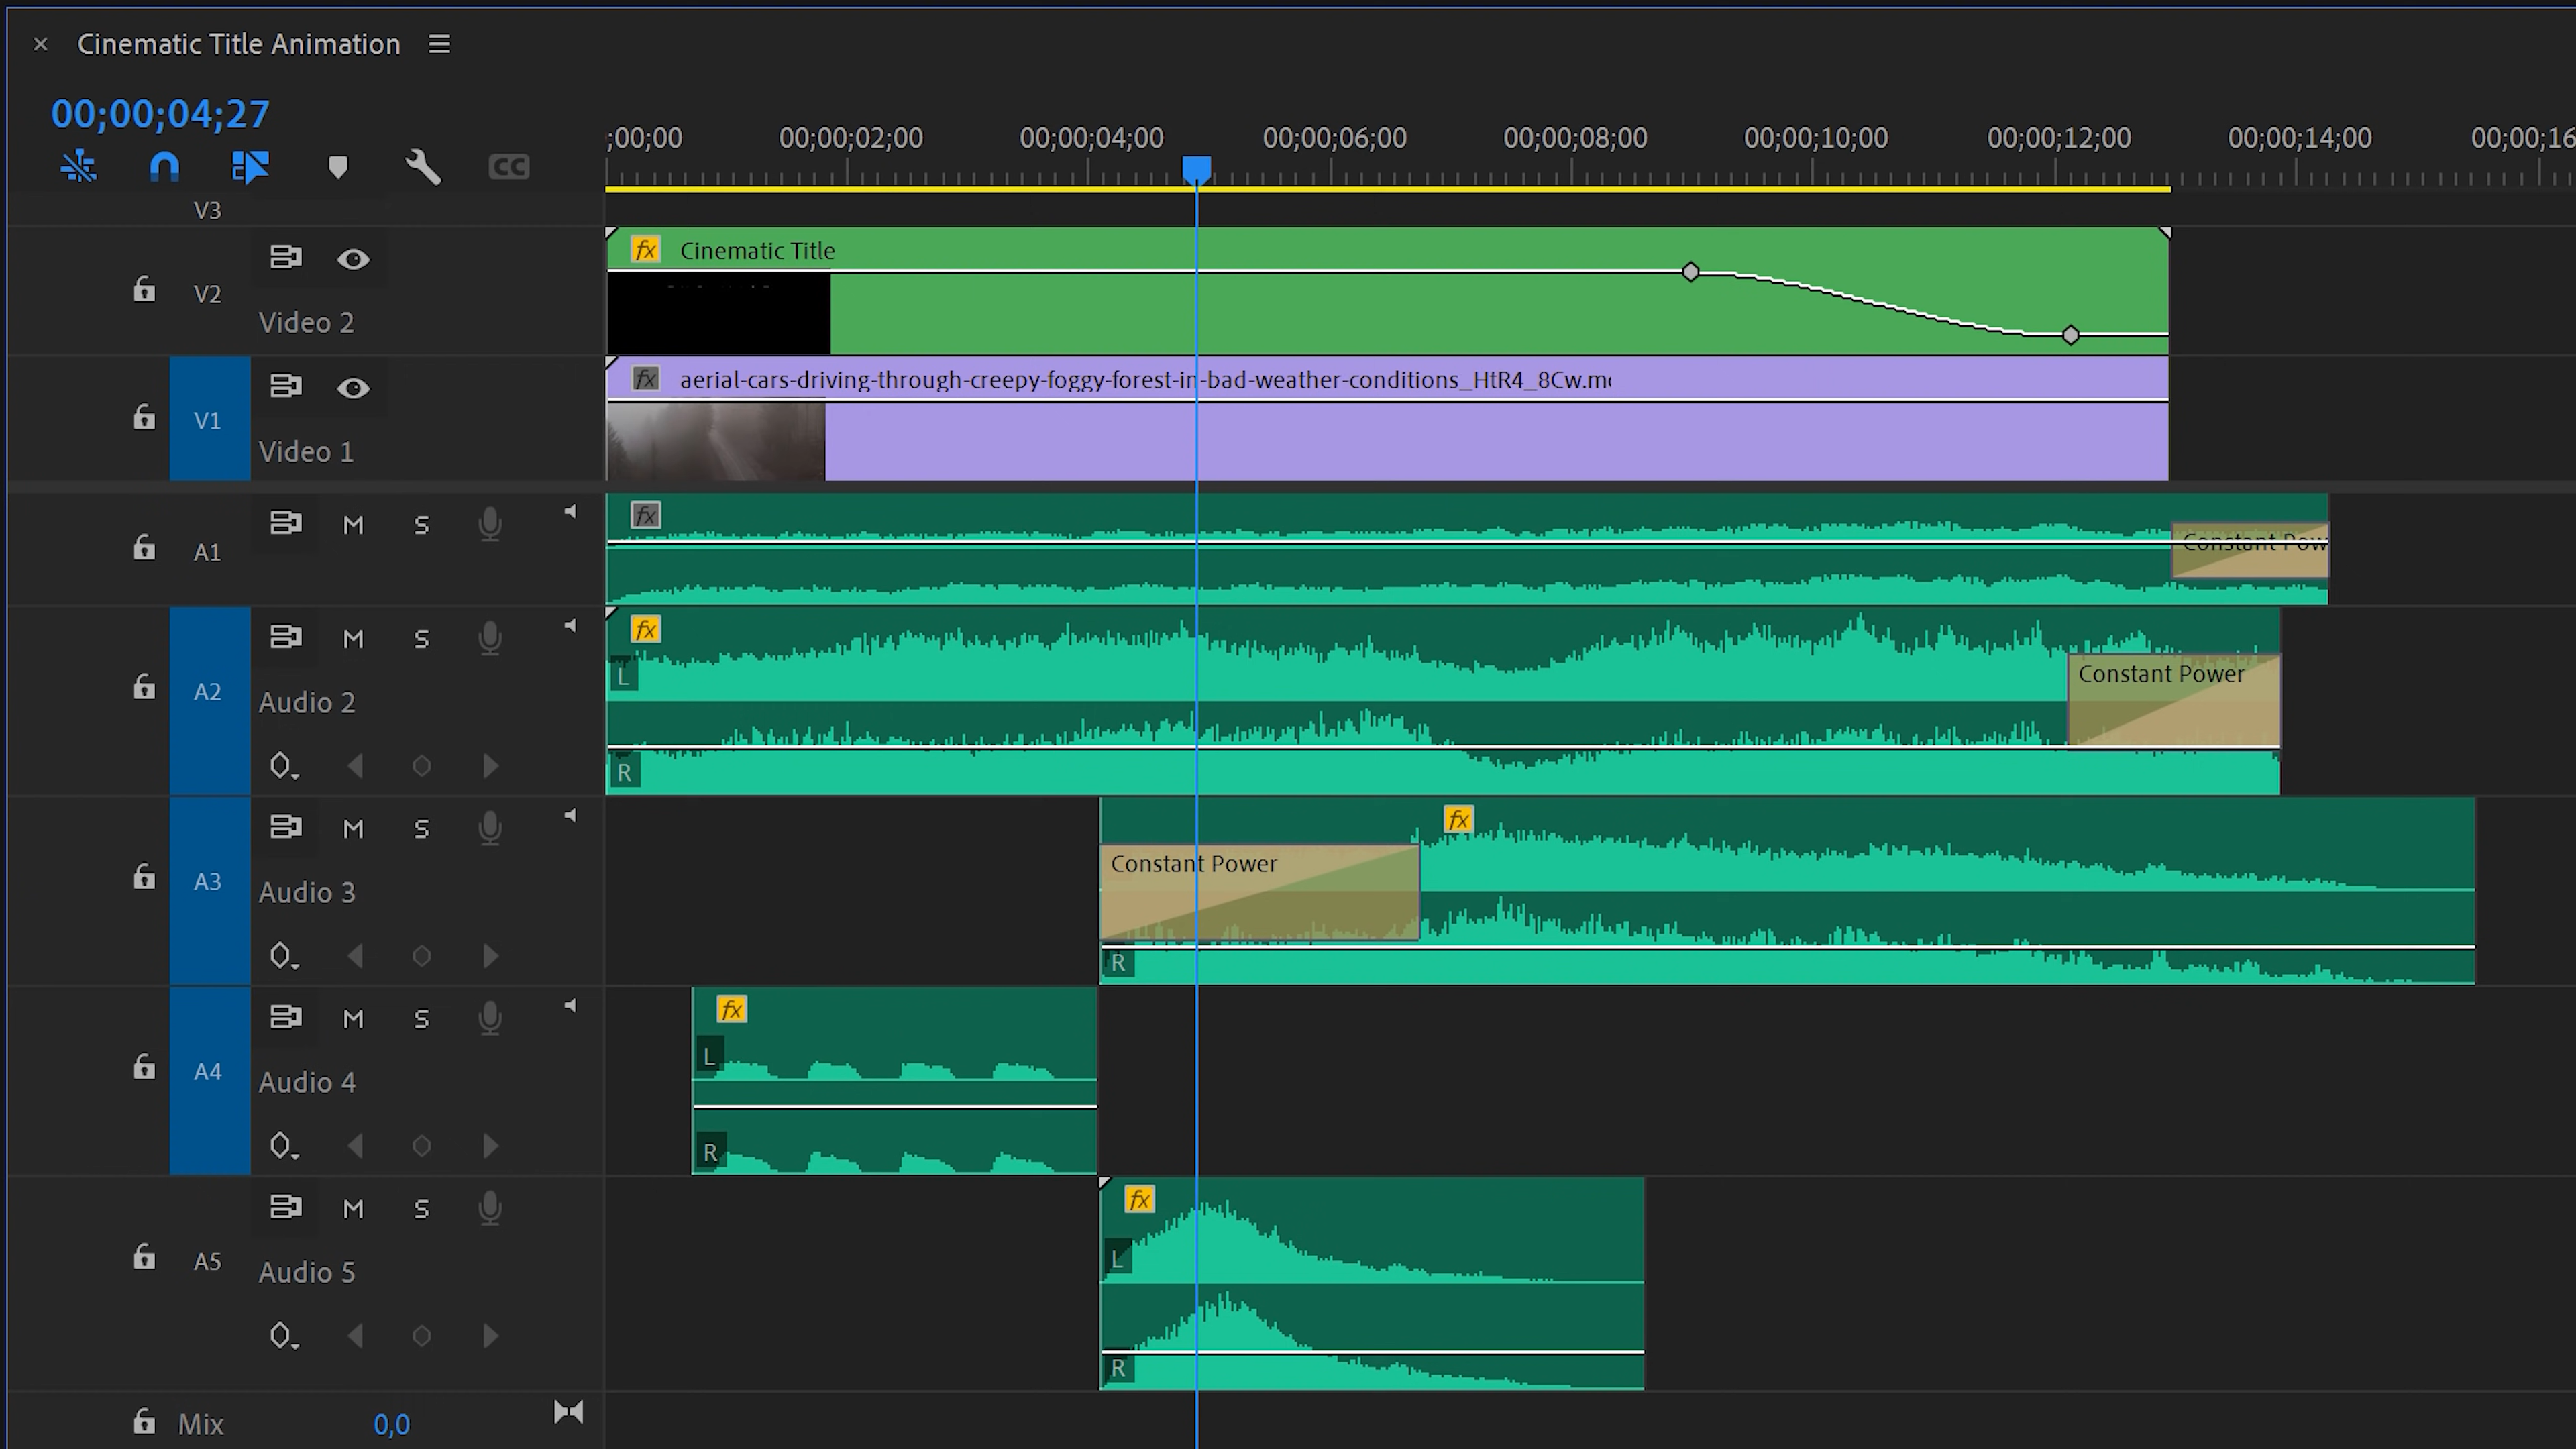 × Cinematic Title Animation
00;00;04;27
;00;00 00;00;02;00 00;00;04;00 00;00;06;00 00;00;08;00 00;00;10;00 00;00;12;00 00;00;14;00 00;00;16
CC
V3
V2
Video 2
fx Cinematic Title
V1
Video 1
fx aerial-cars-driving-through-creepy-foggy-forest-in-bad-weather-conditions_HtR4_8Cw.mo
A1
M S
fx
Constant Pow
A2
M S
Audio 2
fx
L
R
Constant Power
A3
M S
Audio 3
fx
Constant Power
R
A4
M S
Audio 4
fx
L
R
A5
M S
Audio 5
fx
L
R
Mix 0,0